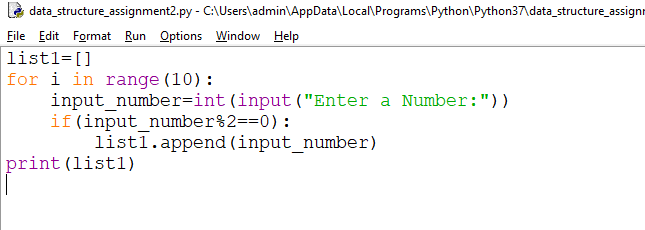 data_structure_assignment2.py - C:\Users\admin\AppData\Local\Programs\Python\Python37\data_structure_assignm
File Edit Format Run Options Window Help
list1=[]
for i in range(10):
    input_number=int(input("Enter a Number:"))
    if(input_number%2==0):
        list1.append(input_number)
print(list1)